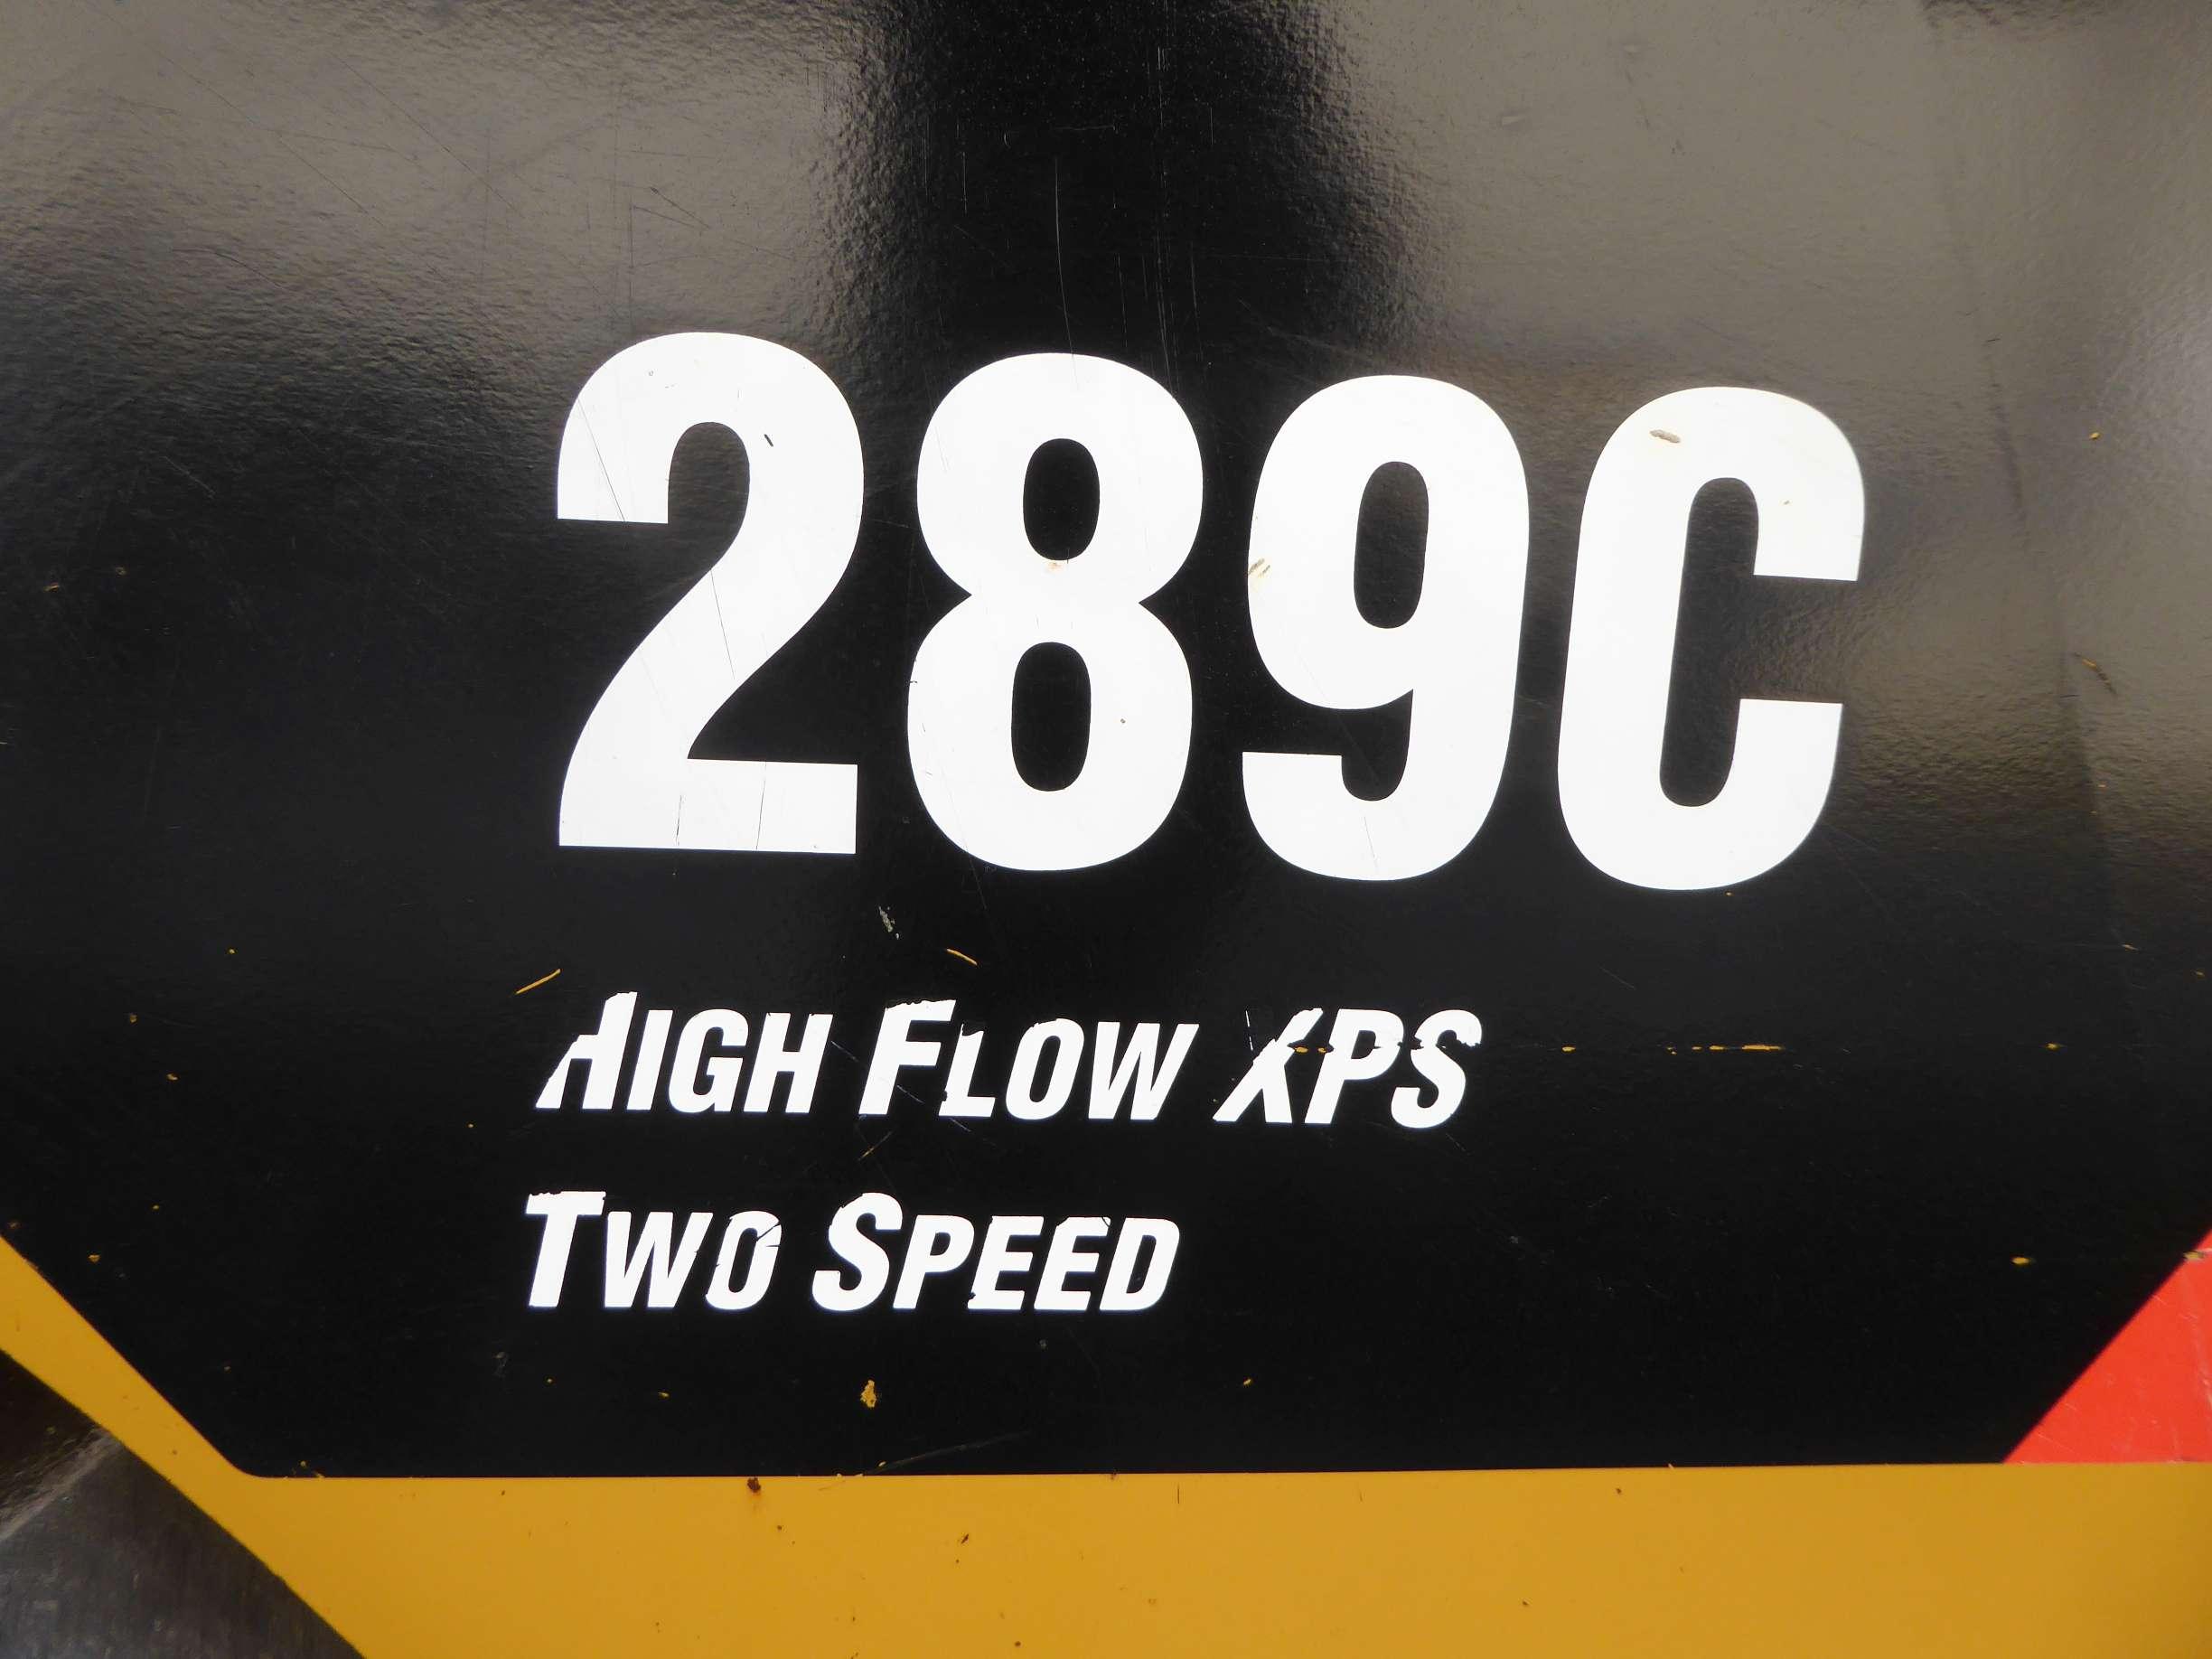 289C
HIGH FLOW XPS
TWO SPEED